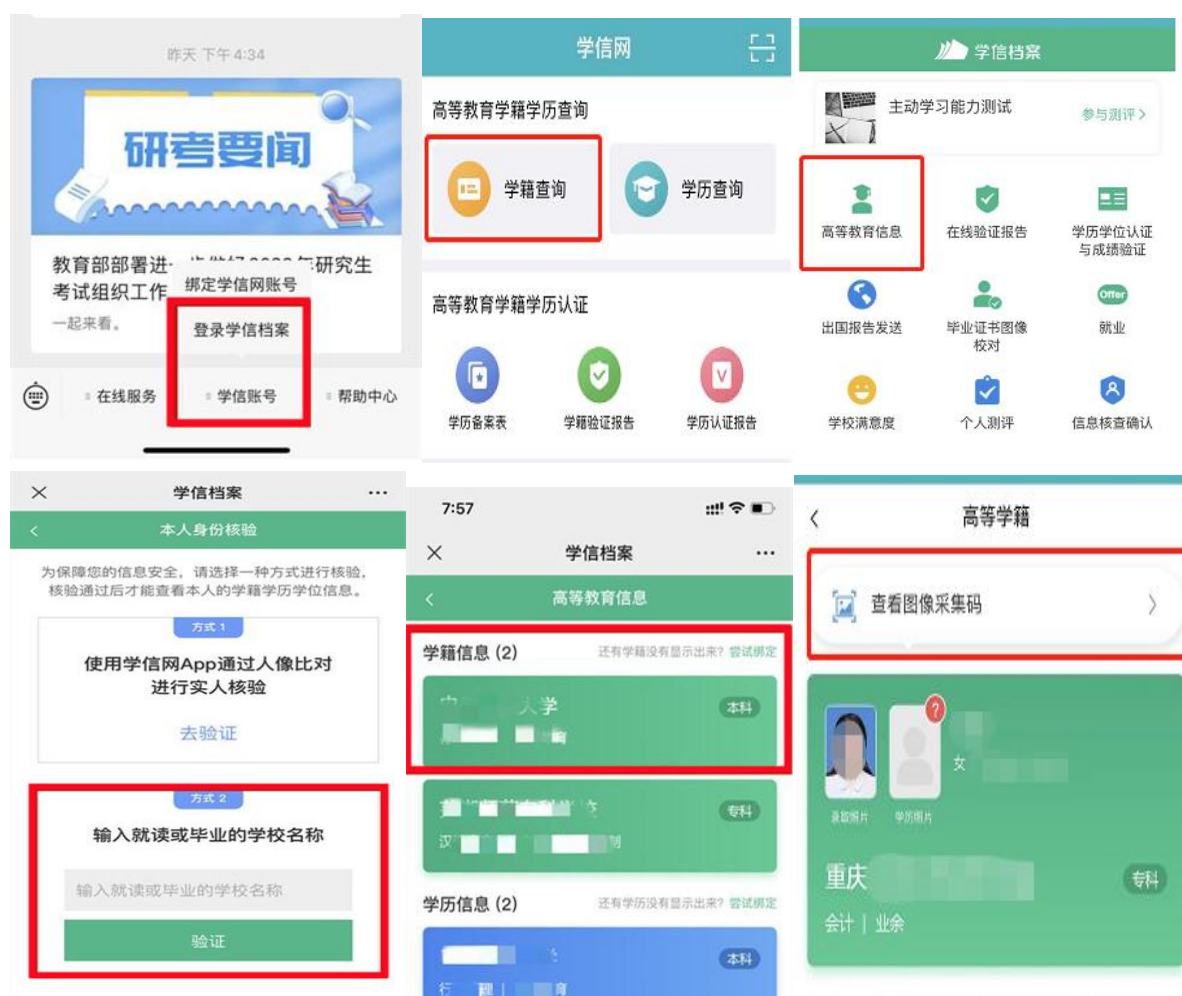 昨天 下午4:34
研考要闻
教育部部署进一
年研究生
考试组织工作
一起来看。
绑定学信网账号
登录学信档案
在线服务
学信账号
帮助中心
学信网
高等教育学籍学历查询
学籍查询
学历查询
高等教育学籍学历认证
学历备案表
学籍验证报告
学历认证报告
学信档案
主动学习能力测试
参与测评>
高等教育信息
在线验证报告
学历学位认证
与成绩验证
出国报告发送
毕业证书图像
校对
Offer
就业
学校满意度
个人测评
信息核查确认
学信档案
本人身份核验
为保障您的信息安全，请选择一种方式进行核验，
核验通过后才能查看本人的学籍学历学位信息。
方式 1
使用学信网App通过人像比对
进行实人核验
去验证
方式 2
输入就读或毕业的学校名称
输入就读或毕业的学校名称
验证
7:57
学信档案
高等教育信息
学籍信息 (2)
还有学籍没有显示出来？尝试绑定
学
本科
专科
汉
学历信息 (2)
还有学历没有显示出来？尝试绑定
本科
高等学籍
查看图像采集码
?
女
录取照片
学历照片
重庆
专科
会计 | 业余